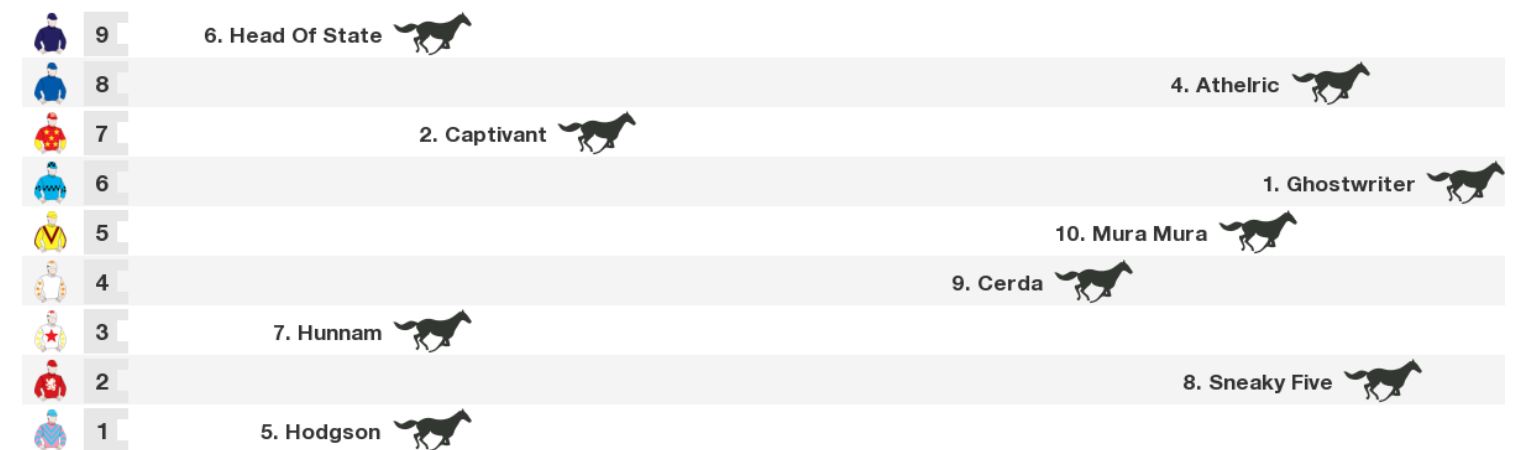 9 6. Head Of State
8 4. Athelric
7 2. Captivant
6 1. Ghostwriter
5 10. Mura Mura
4 9. Cerda
3 7. Hunnam
2 8. Sneaky Five
1 5. Hodgson